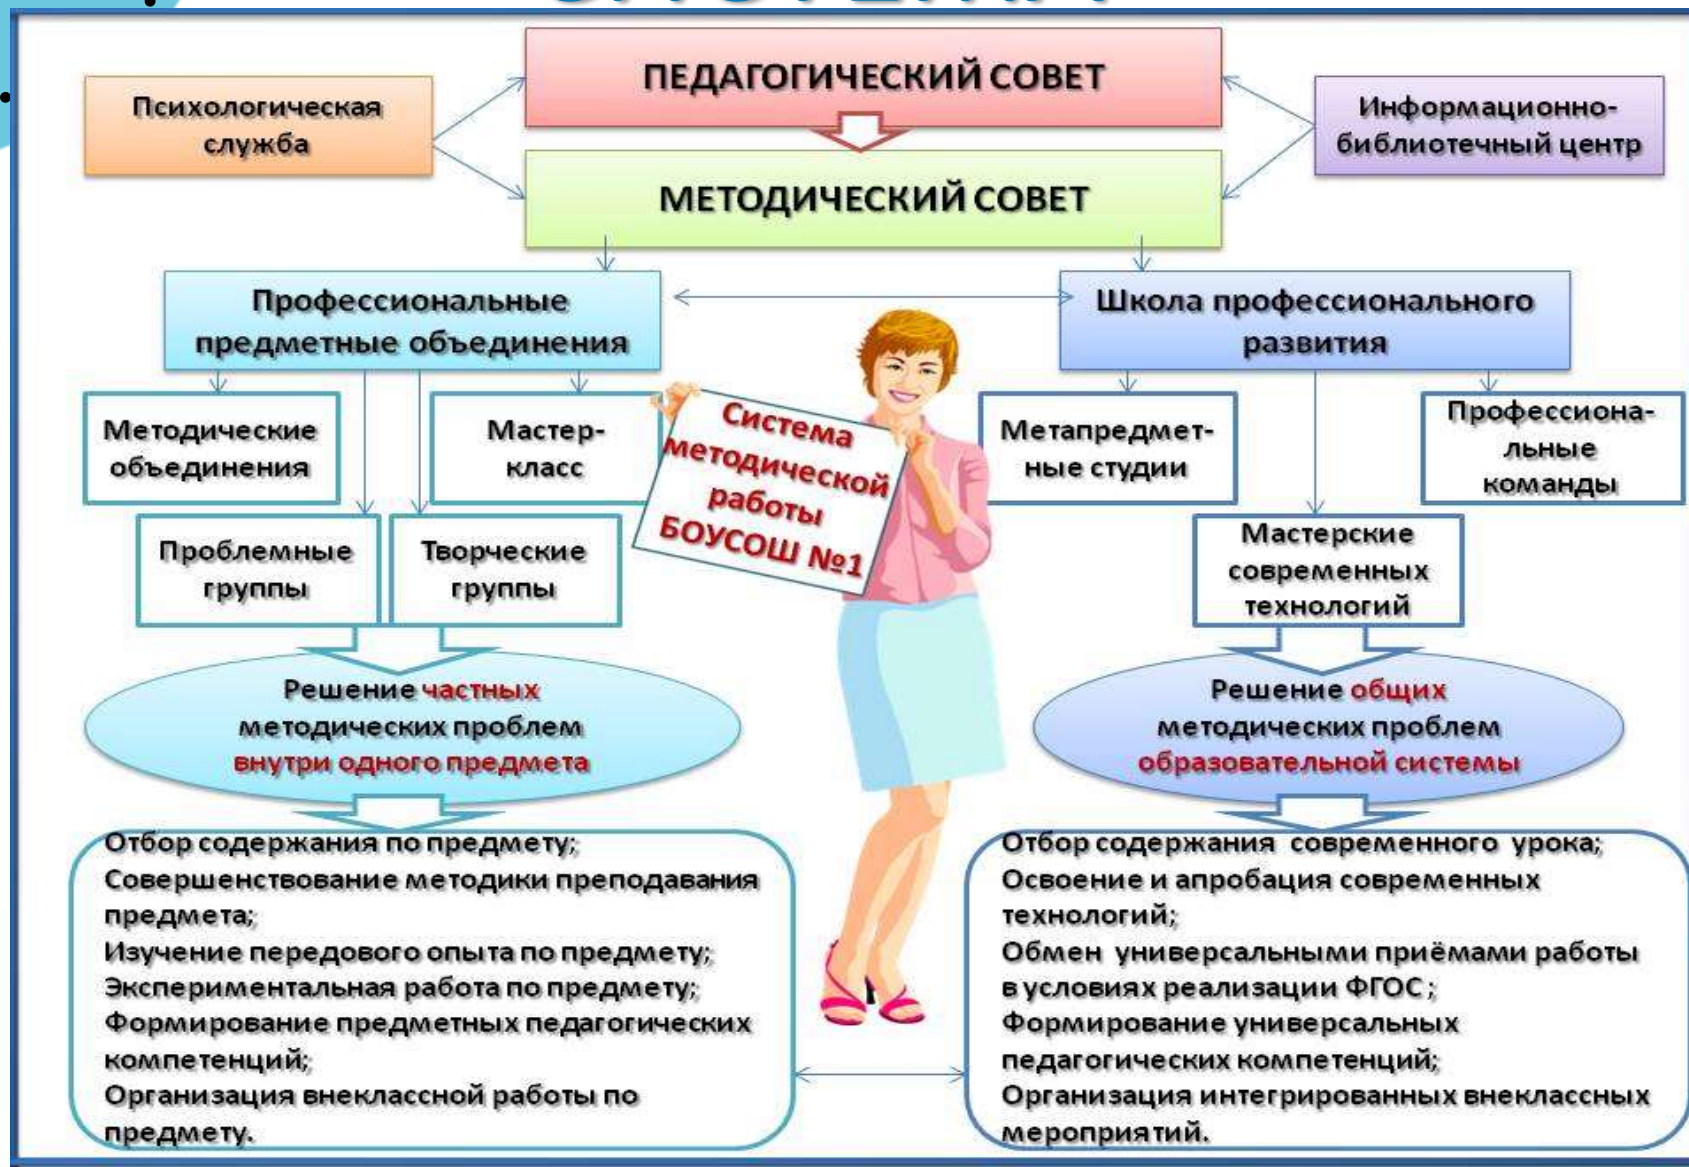 ПЕДАГОГИЧЕСКИЙ СОВЕТ
Психологическая
служба
Информационно-
библиотечный центр
МЕТОДИЧЕСКИЙ СОВЕТ
Профессиональные
предметные объединения
Школа профессионального
развития
Методические
объединения
Мастер-
класс
Система
методической
работы
БОУСОШ №1
Метапредмет-
ные студии
Профессиона-
льные
команды
Проблемные
группы
Творческие
группы
Мастерские
современных
технологий
Решение частных
методических проблем
внутри одного предмета
Решение общих
методических проблем
образовательной системы
Отбор содержания по предмету;
Совершенствование методики преподавания
предмета;
Изучение передового опыта по предмету;
Экспериментальная работа по предмету;
Формирование предметных педагогических
компетенций;
Организация внеклассной работы по
предмету.
Отбор содержания современного урока;
Освоение и апробация современных
технологий;
Обмен универсальными приёмами работы
в условиях реализации ФГОС ;
Формирование универсальных
педагогических компетенций;
Организация интегрированных внеклассных
мероприятий.